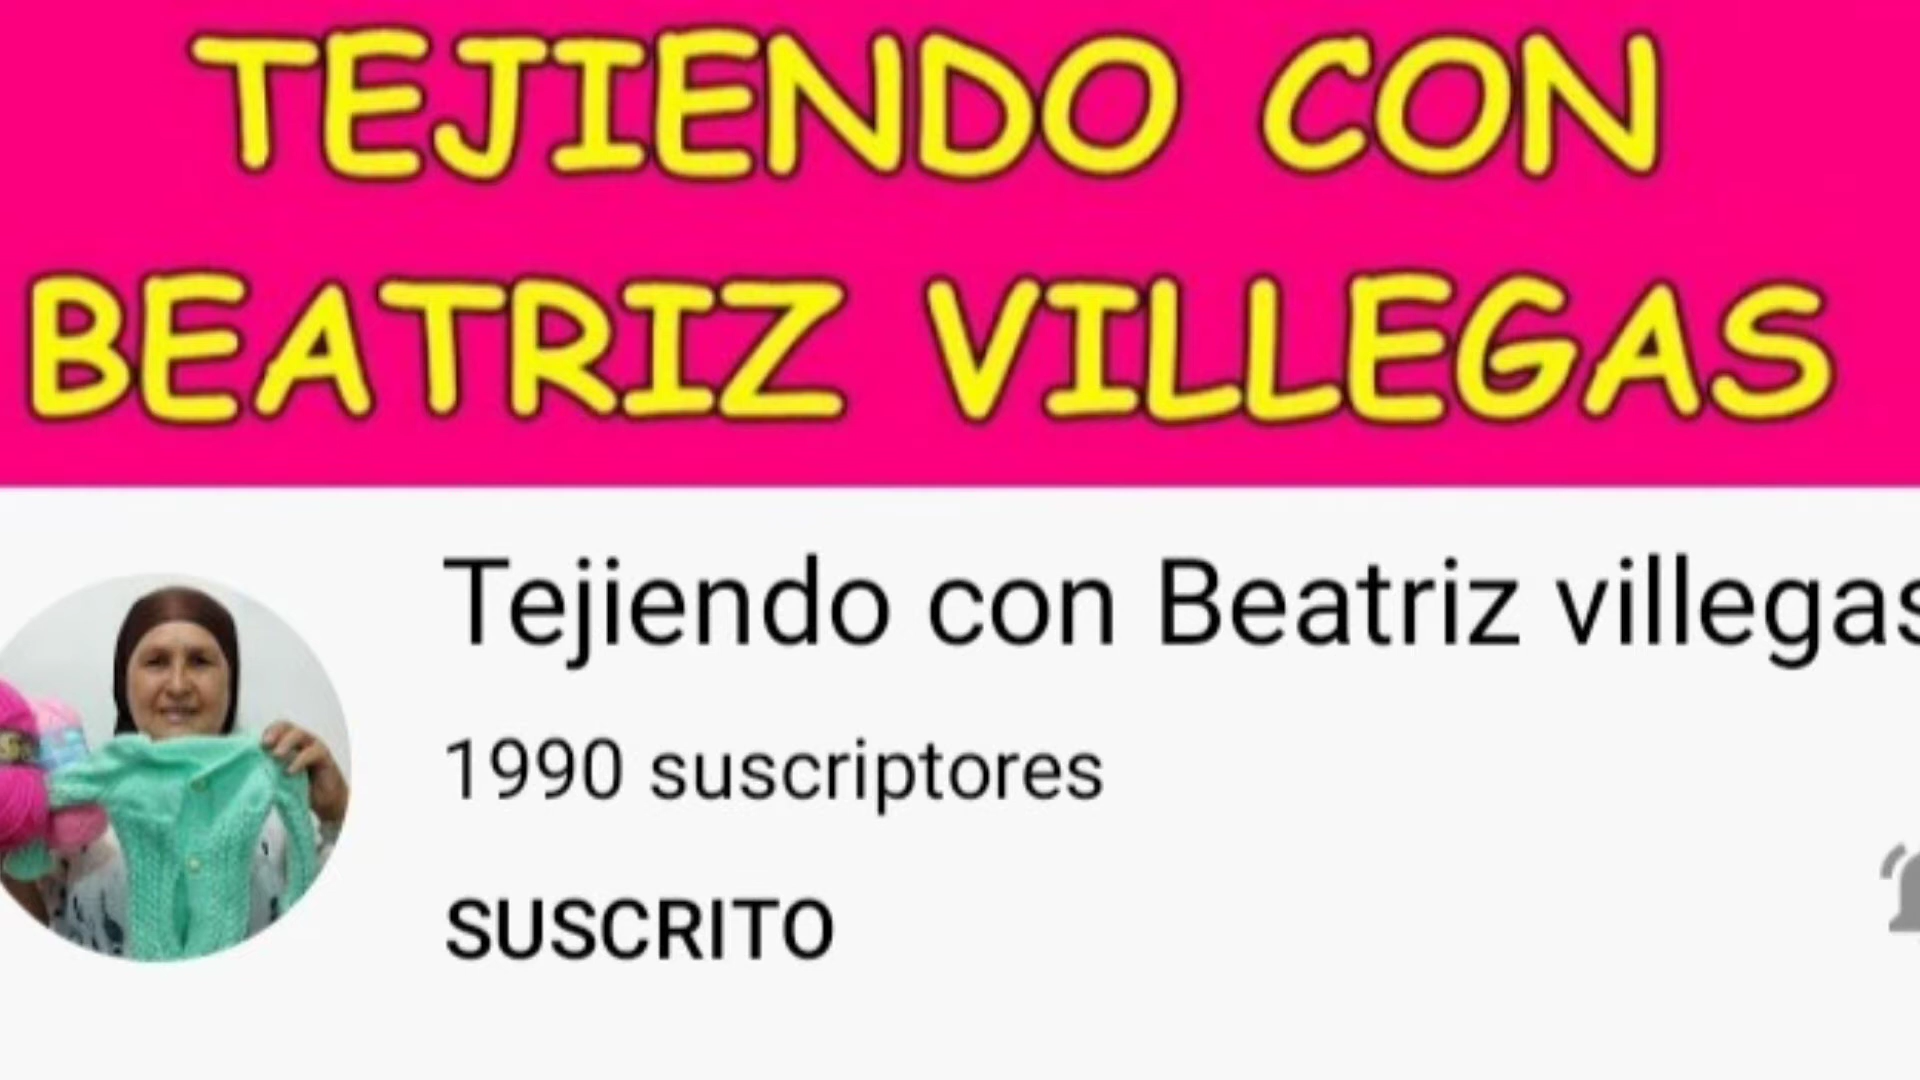 TEJIENDO CON
BEATRIZ VILLEGAS
Tejiendo con Beatriz villegas
1990 suscriptores
SUSCRITO